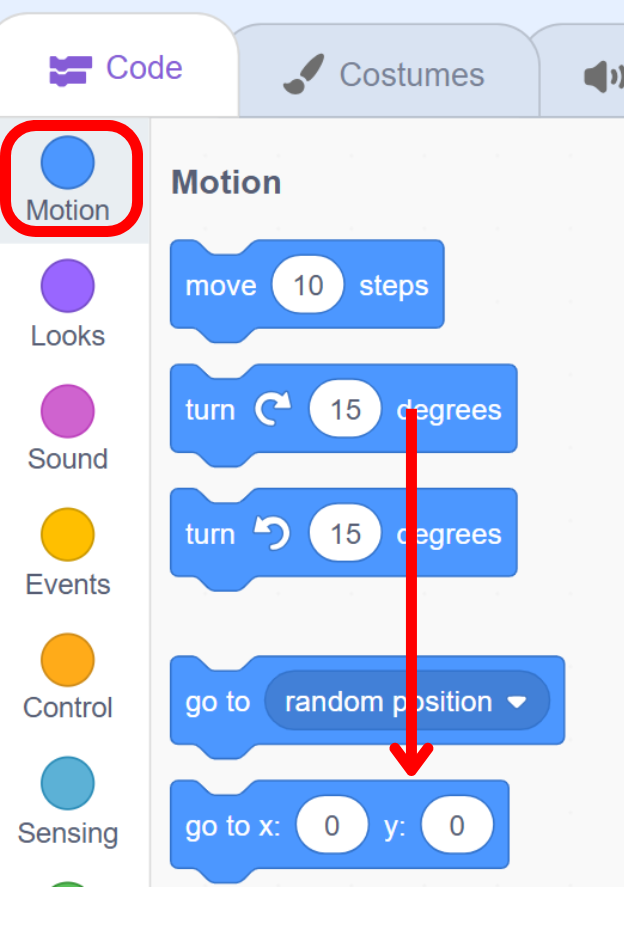 Code
Costumes
Motion
Looks
Sound
Events
Control
Sensing
Motion
move 10 steps
turn 15 degrees
turn 15 degrees
go to random position
go to x: 0 y: 0